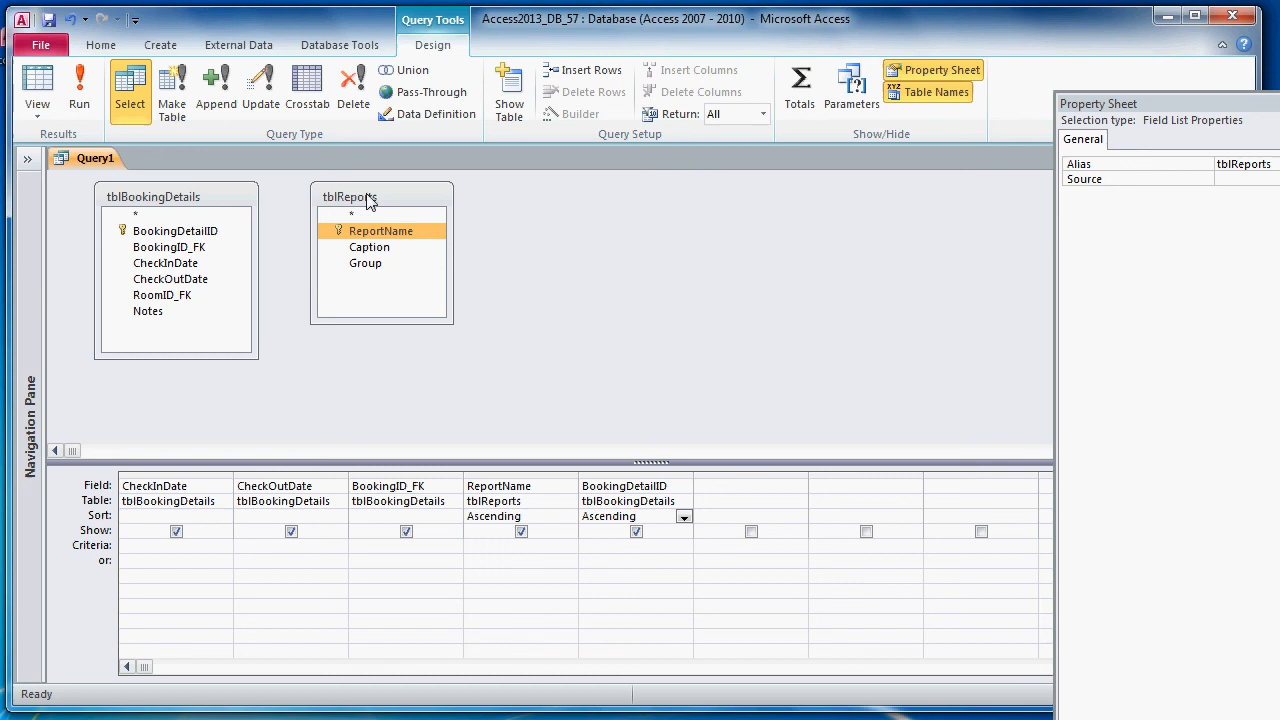 Query Tools
Access2013_DB_57 : Database (Access 2007 - 2010) - Microsoft Access
File Home Create External Data Database Tools Design
View Run Select Make Table Append Update Crosstab Delete
Union
Pass-Through
Data Definition
Show Table
Insert Rows
Delete Rows
Builder
Insert Columns
Delete Columns
Return: All
Totals Parameters
Property Sheet
XYZ Table Names
Results Query Type Query Setup Show/Hide
Property Sheet
Selection type: Field List Properties
General
Alias tblReports
Source
Query1
Navigation Pane
tblBookingDetails
*
BookingDetailID
BookingID_FK
CheckInDate
CheckOutDate
RoomID_FK
Notes
tblReports
*
ReportName
Caption
Group
Field: CheckInDate CheckOutDate BookingID_FK ReportName BookingDetailID
Table: tblBookingDetails tblBookingDetails tblBookingDetails tblReports tblBookingDetails
Sort: Ascending Ascending
Show:
Criteria:
or:
Ready